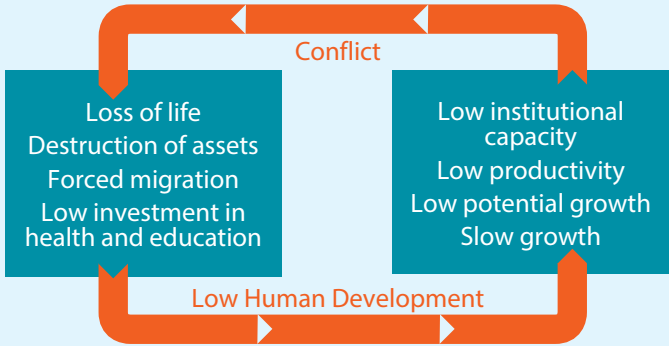 Conflict
Loss of life
Destruction of assets
Forced migration
Low investment in
health and education
Low institutional
capacity
Low productivity
Low potential growth
Slow growth
Low Human Development